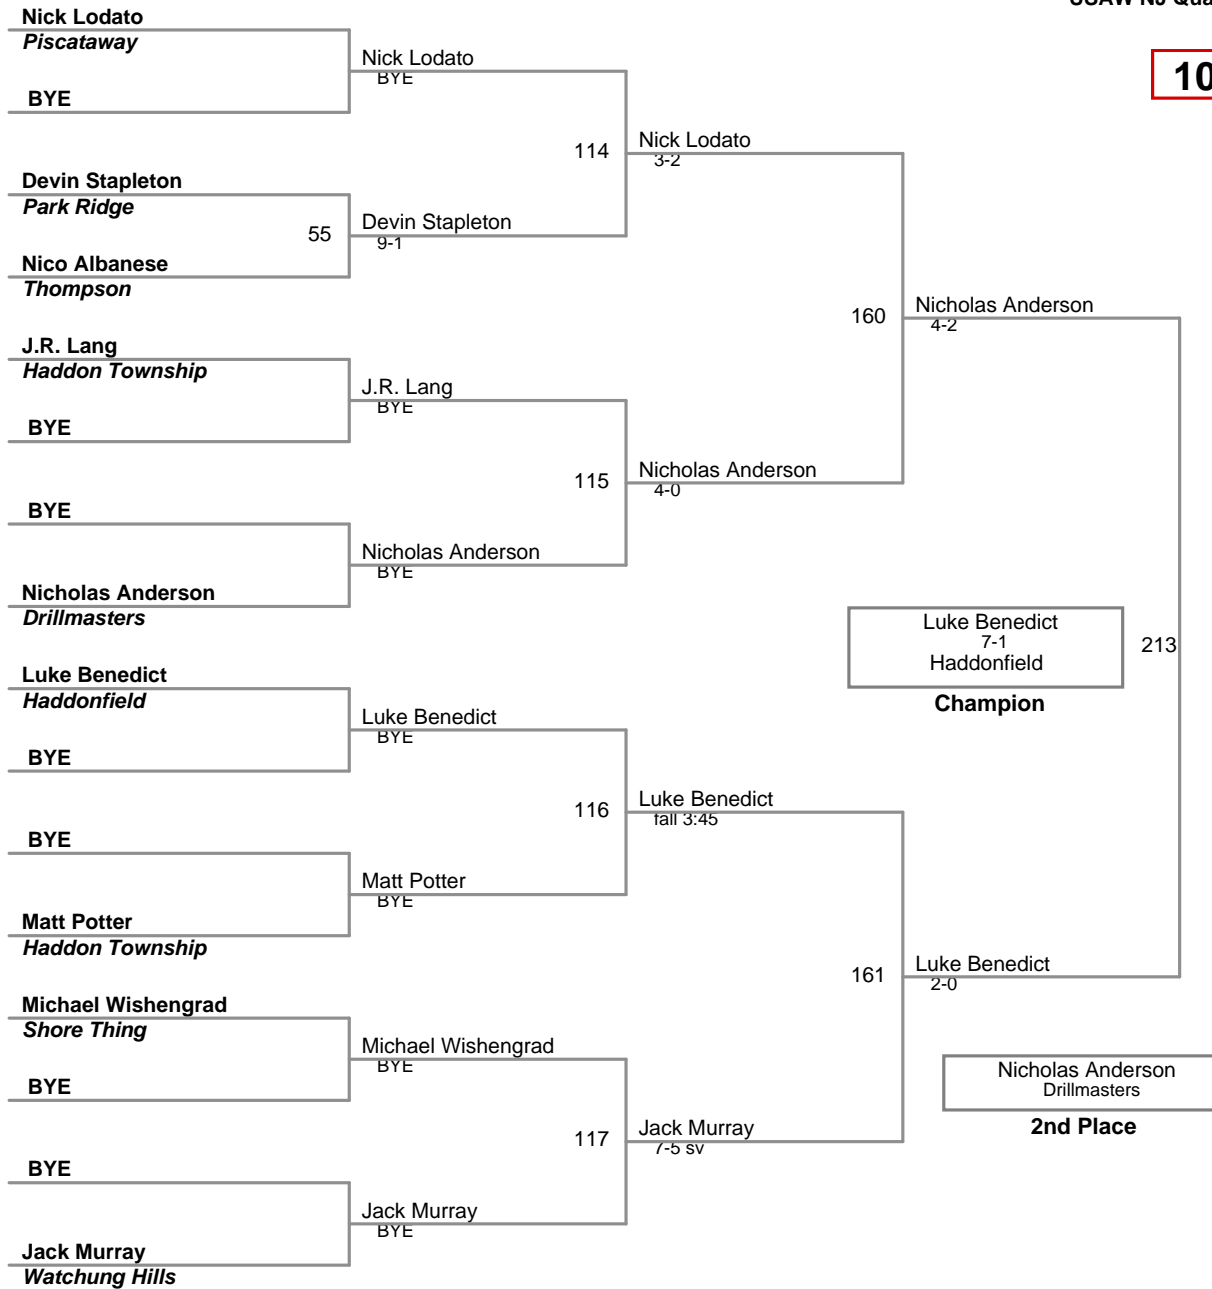 Nick Lodato
Piscataway
BYE
Devin Stapleton
Park Ridge
55
Nico Albanese
Thompson
J.R. Lang
Haddon Township
BYE
BYE
Nicholas Anderson
Drillmasters
Luke Benedict
Haddonfield
BYE
BYE
Matt Potter
Haddon Township
Michael Wishengrad
Shore Thing
BYE
BYE
Jack Murray
Watchung Hills
Nick Lodato
BYE
114
Devin Stapleton
9-1
J.R. Lang
BYE
115
Nicholas Anderson
BYE
Luke Benedict
BYE
116
Matt Potter
BYE
Michael Wishengrad
BYE
117
Jack Murray
BYE
Nick Lodato
3-2
160
Nicholas Anderson
4-0
Luke Benedict
fall 3:45
161
Jack Murray
7-5 sv
Nicholas Anderson
4-2
Luke Benedict
7-1
Haddonfield
Champion
213
Luke Benedict
2-0
Nicholas Anderson
Drillmasters
2nd Place
USAW NJ Qua
10